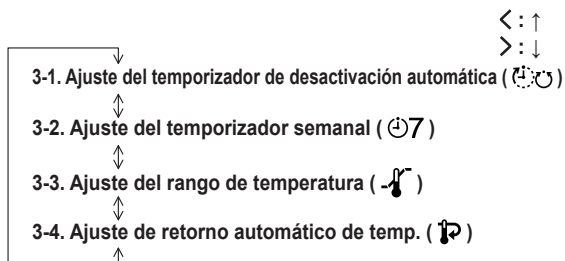 <:↑
>:↓
3-1. Ajuste del temporizador de desactivación automática ( )
3-2. Ajuste del temporizador semanal ( 7 )
3-3. Ajuste del rango de temperatura ( )
3-4. Ajuste de retorno automático de temp. ( )